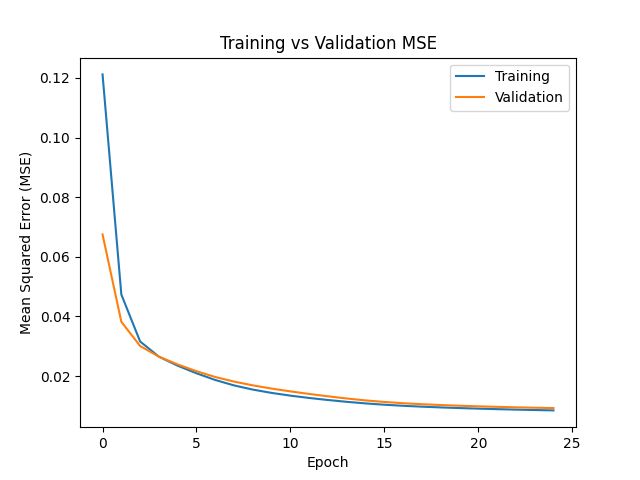 Training vs Validation MSE
Training
Validation
0.12
0.10
0.08
0.06
0.04
0.02
Mean Squared Error (MSE)
0 5 10 15 20 25
Epoch